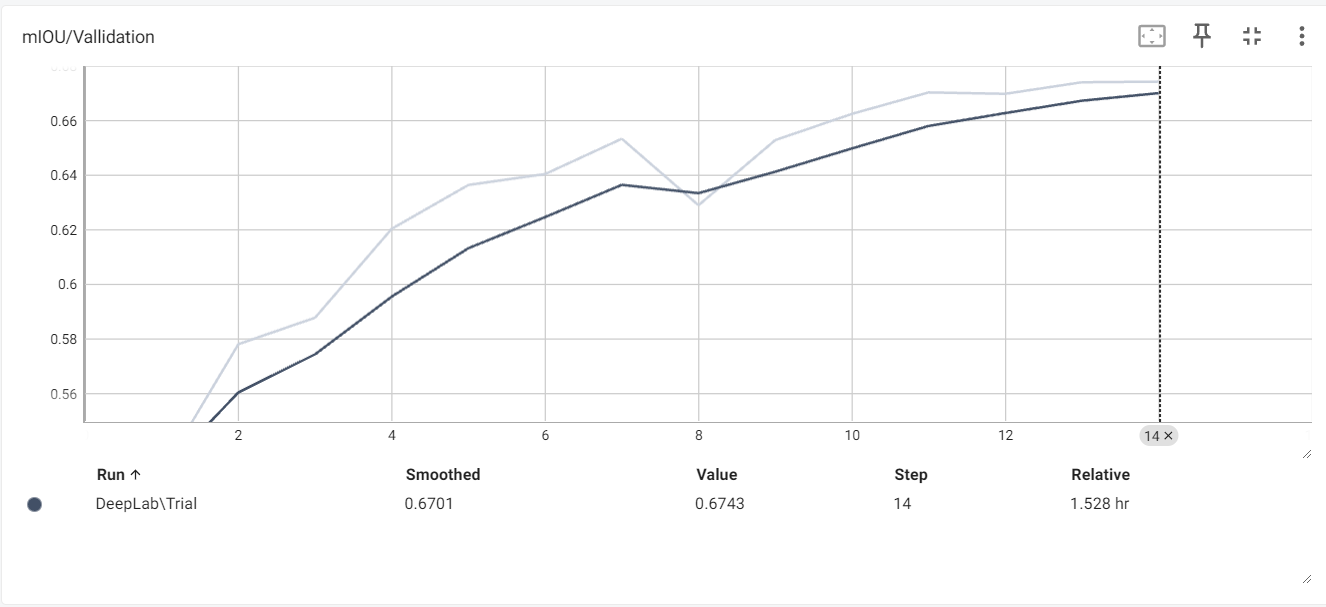 mIOU/Vallidation
0.66
0.64
0.62
0.6
0.58
0.56
2 4 6 8 10 12 14 ×
Run ↑ Smoothed Value Step Relative
DeepLab\Trial 0.6701 0.6743 14 1.528 hr